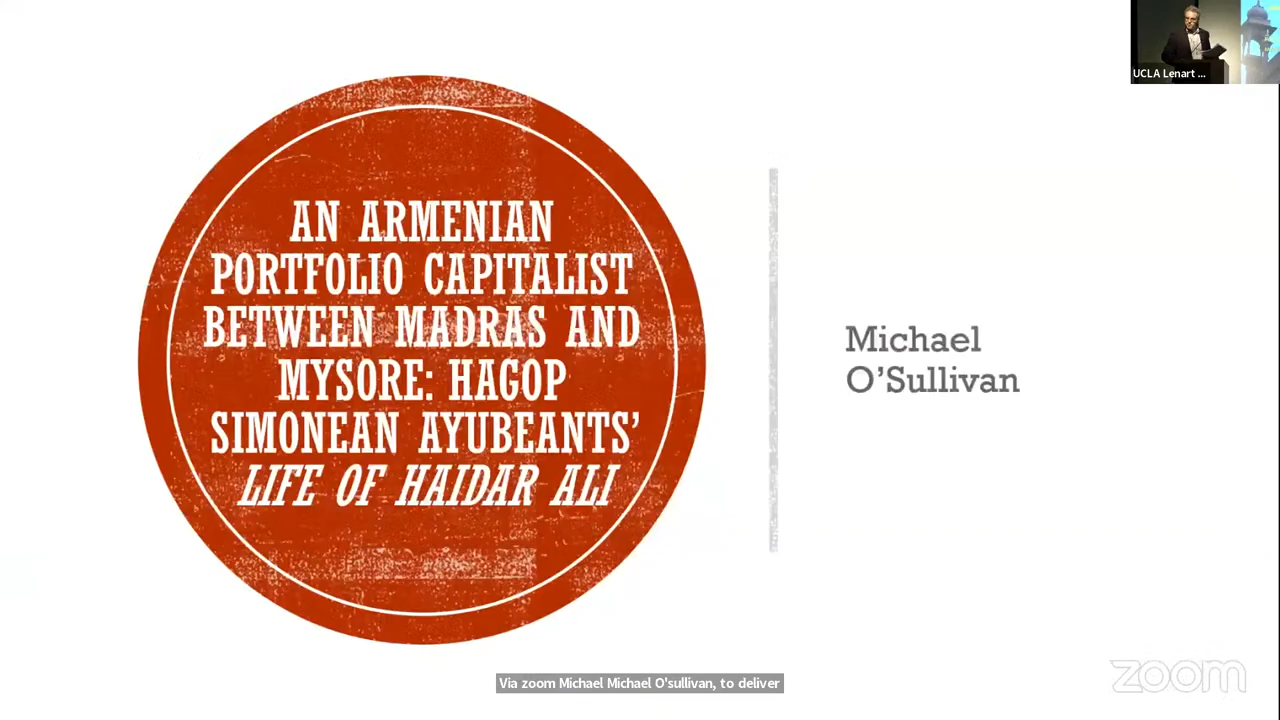 UCLA Lenart ...
AN ARMENIAN
PORTFOLIO CAPITALIST
BETWEEN MADRAS AND
MYSORE: HAGOP
SIMONEAN AYUBEANTS’
LIFE OF HAIDAR ALI
Michael
O’Sullivan
Via zoom Michael Michael O'sullivan, to deliver
zoom